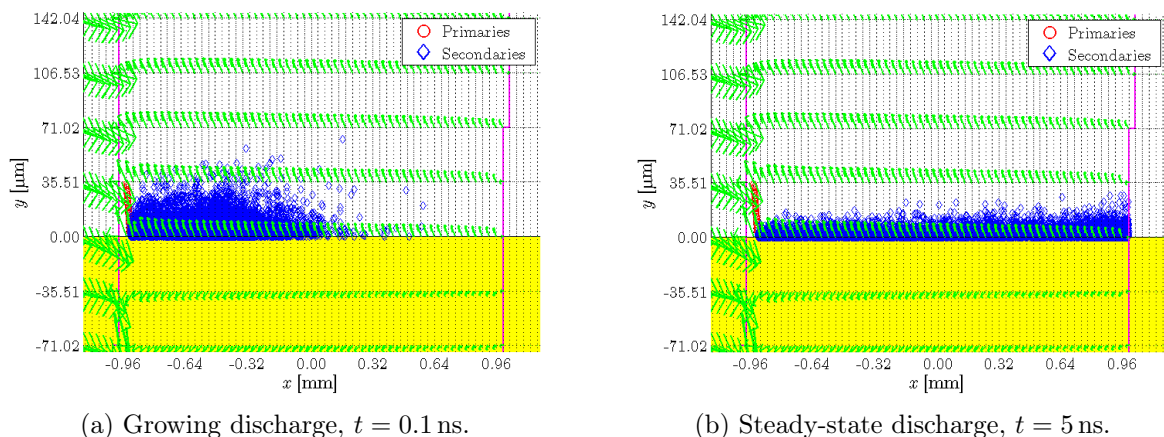 142.04
106.53
71.02
35.51
0.00
-35.51
-71.02
y [µm]
-0.96 -0.64 -0.32 0.00 0.32 0.64 0.96
x [mm]
Primaries
Secondaries
(a) Growing discharge, t = 0.1 ns.
142.04
106.53
71.02
35.51
0.00
-35.51
-71.02
y [µm]
-0.96 -0.64 -0.32 0.00 0.32 0.64 0.96
x [mm]
Primaries
Secondaries
(b) Steady-state discharge, t = 5 ns.